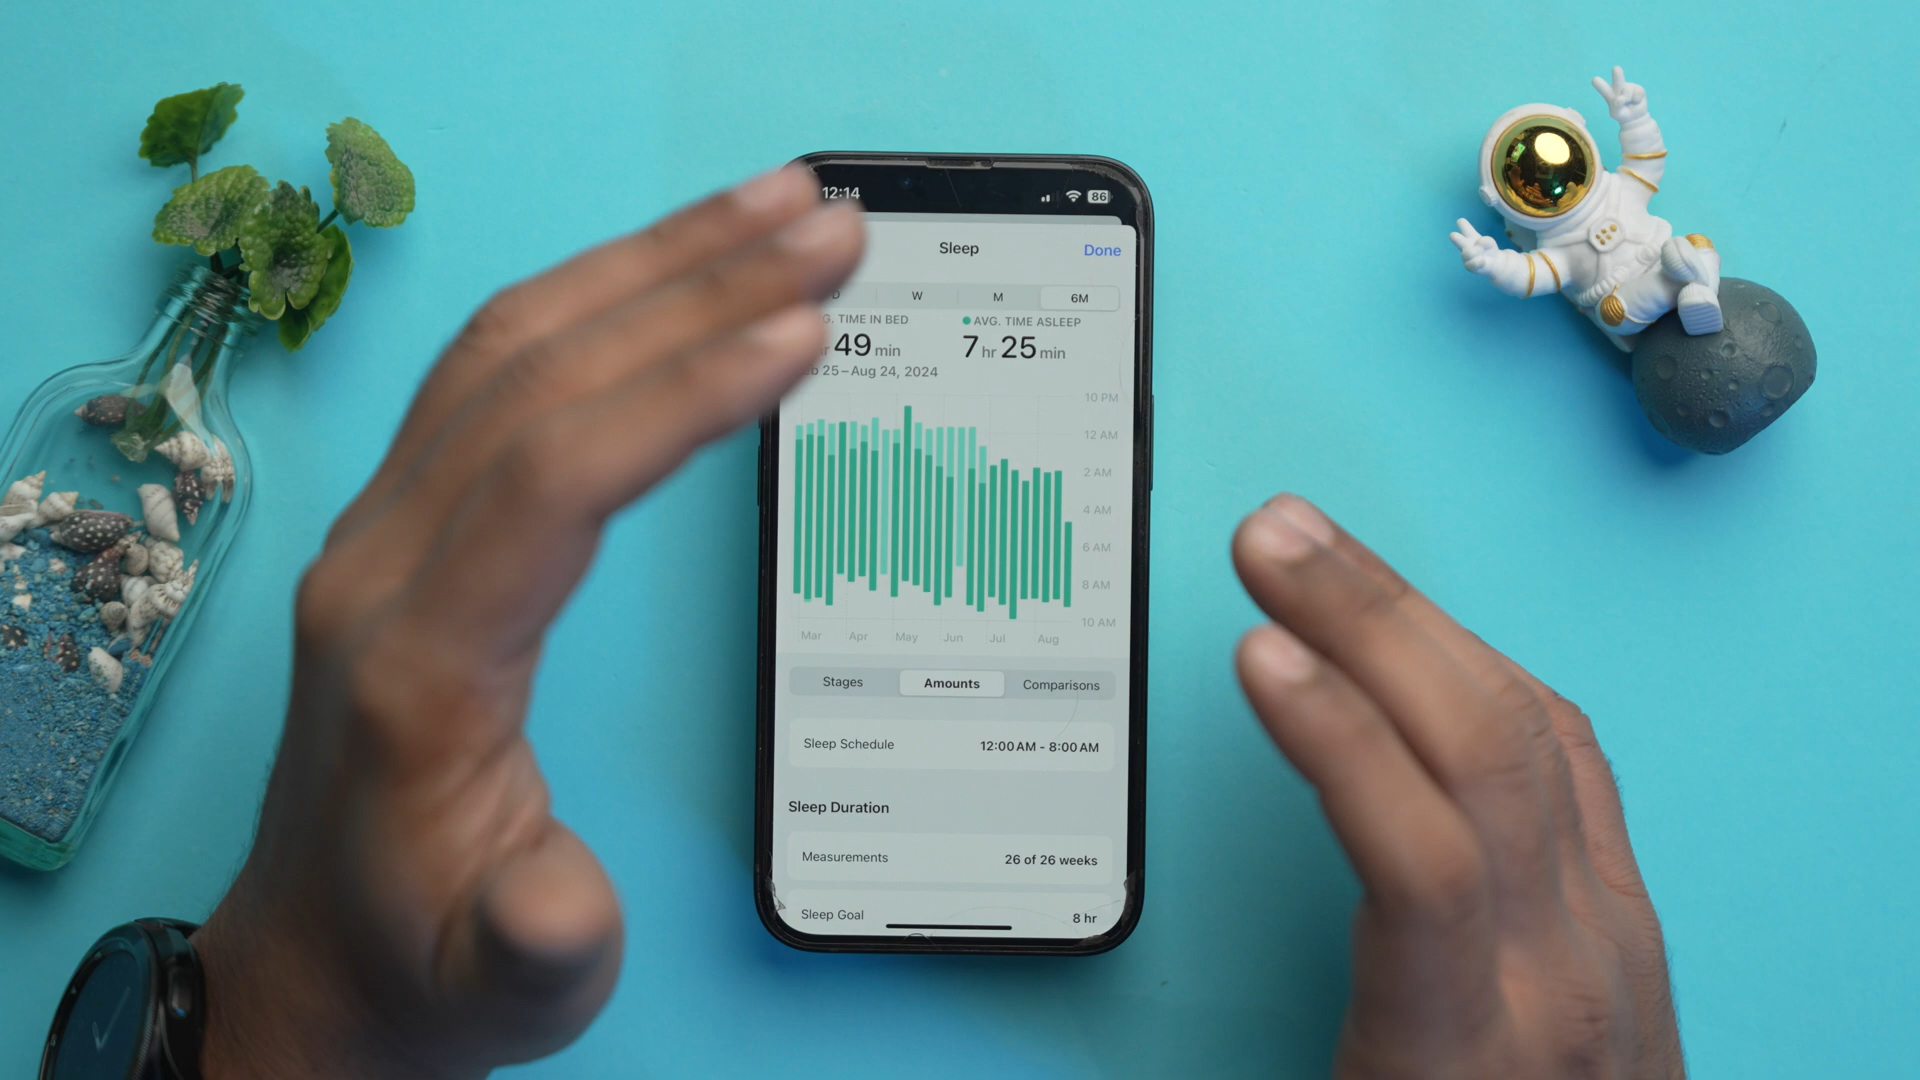 12:14
86
Sleep
Done
W M 6M
TIME IN BED
AVG. TIME ASLEEP
49 min
7 hr 25 min
25–Aug 24, 2024
10 PM
12 AM
2 AM
4 AM
6 AM
8 AM
10 AM
Mar Apr May Jun Jul Aug
Stages Amounts Comparisons
Sleep Schedule 12:00 AM - 8:00 AM
Sleep Duration
Measurements 26 of 26 weeks
Sleep Goal 8 hr